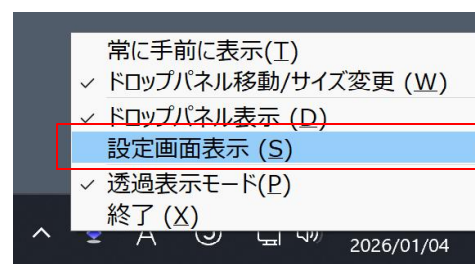 常に手前に表示(T)
ドロップパネル移動/サイズ変更 (W)
ドロップパネル表示 (D)
設定画面表示 (S)
透過表示モード(P)
終了 (X)
A
2026/01/04